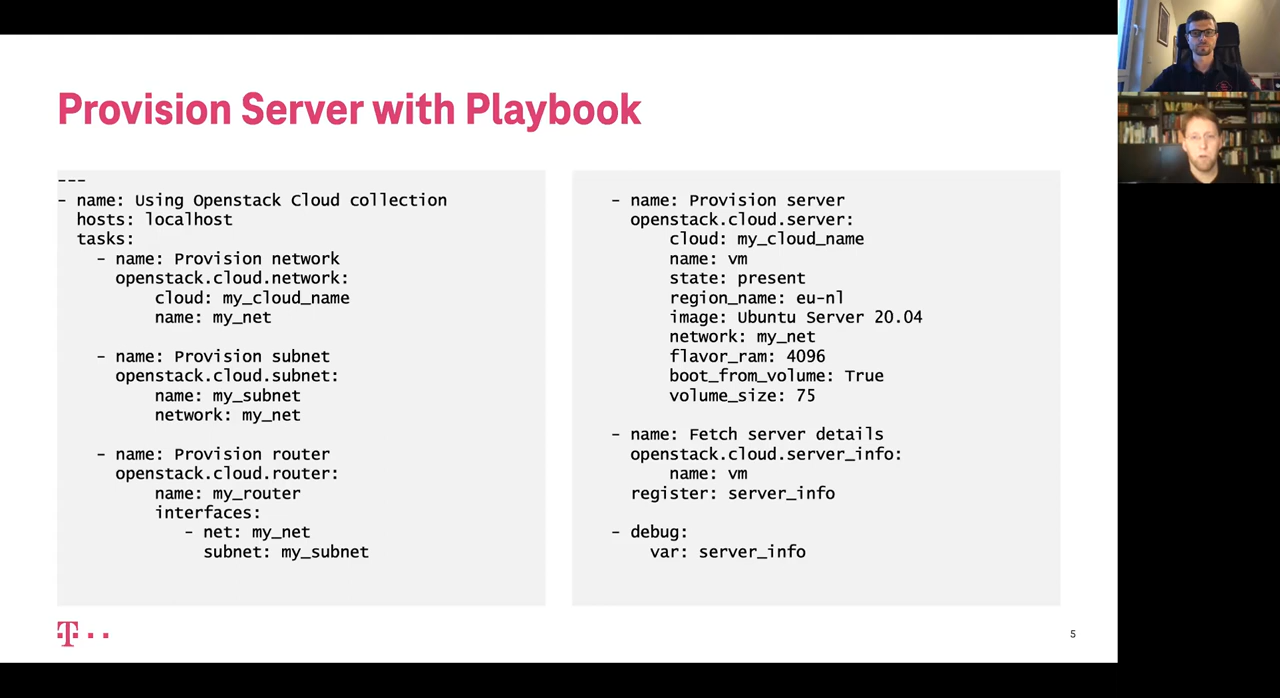 Provision Server with Playbook
---
- name: Using Openstack Cloud collection
  hosts: localhost
  tasks:
    - name: Provision network
      openstack.cloud.network:
          cloud: my_cloud_name
          name: my_net

    - name: Provision subnet
      openstack.cloud.subnet:
          name: my_subnet
          network: my_net

    - name: Provision router
      openstack.cloud.router:
          name: my_router
          interfaces:
             - net: my_net
               subnet: my_subnet

    - name: Provision server
      openstack.cloud.server:
          cloud: my_cloud_name
          name: vm
          state: present
          region_name: eu-nl
          image: Ubuntu Server 20.04
          network: my_net
          flavor_ram: 4096
          boot_from_volume: True
          volume_size: 75

    - name: Fetch server details
      openstack.cloud.server_info:
          name: vm
      register: server_info

    - debug:
        var: server_info
T
5